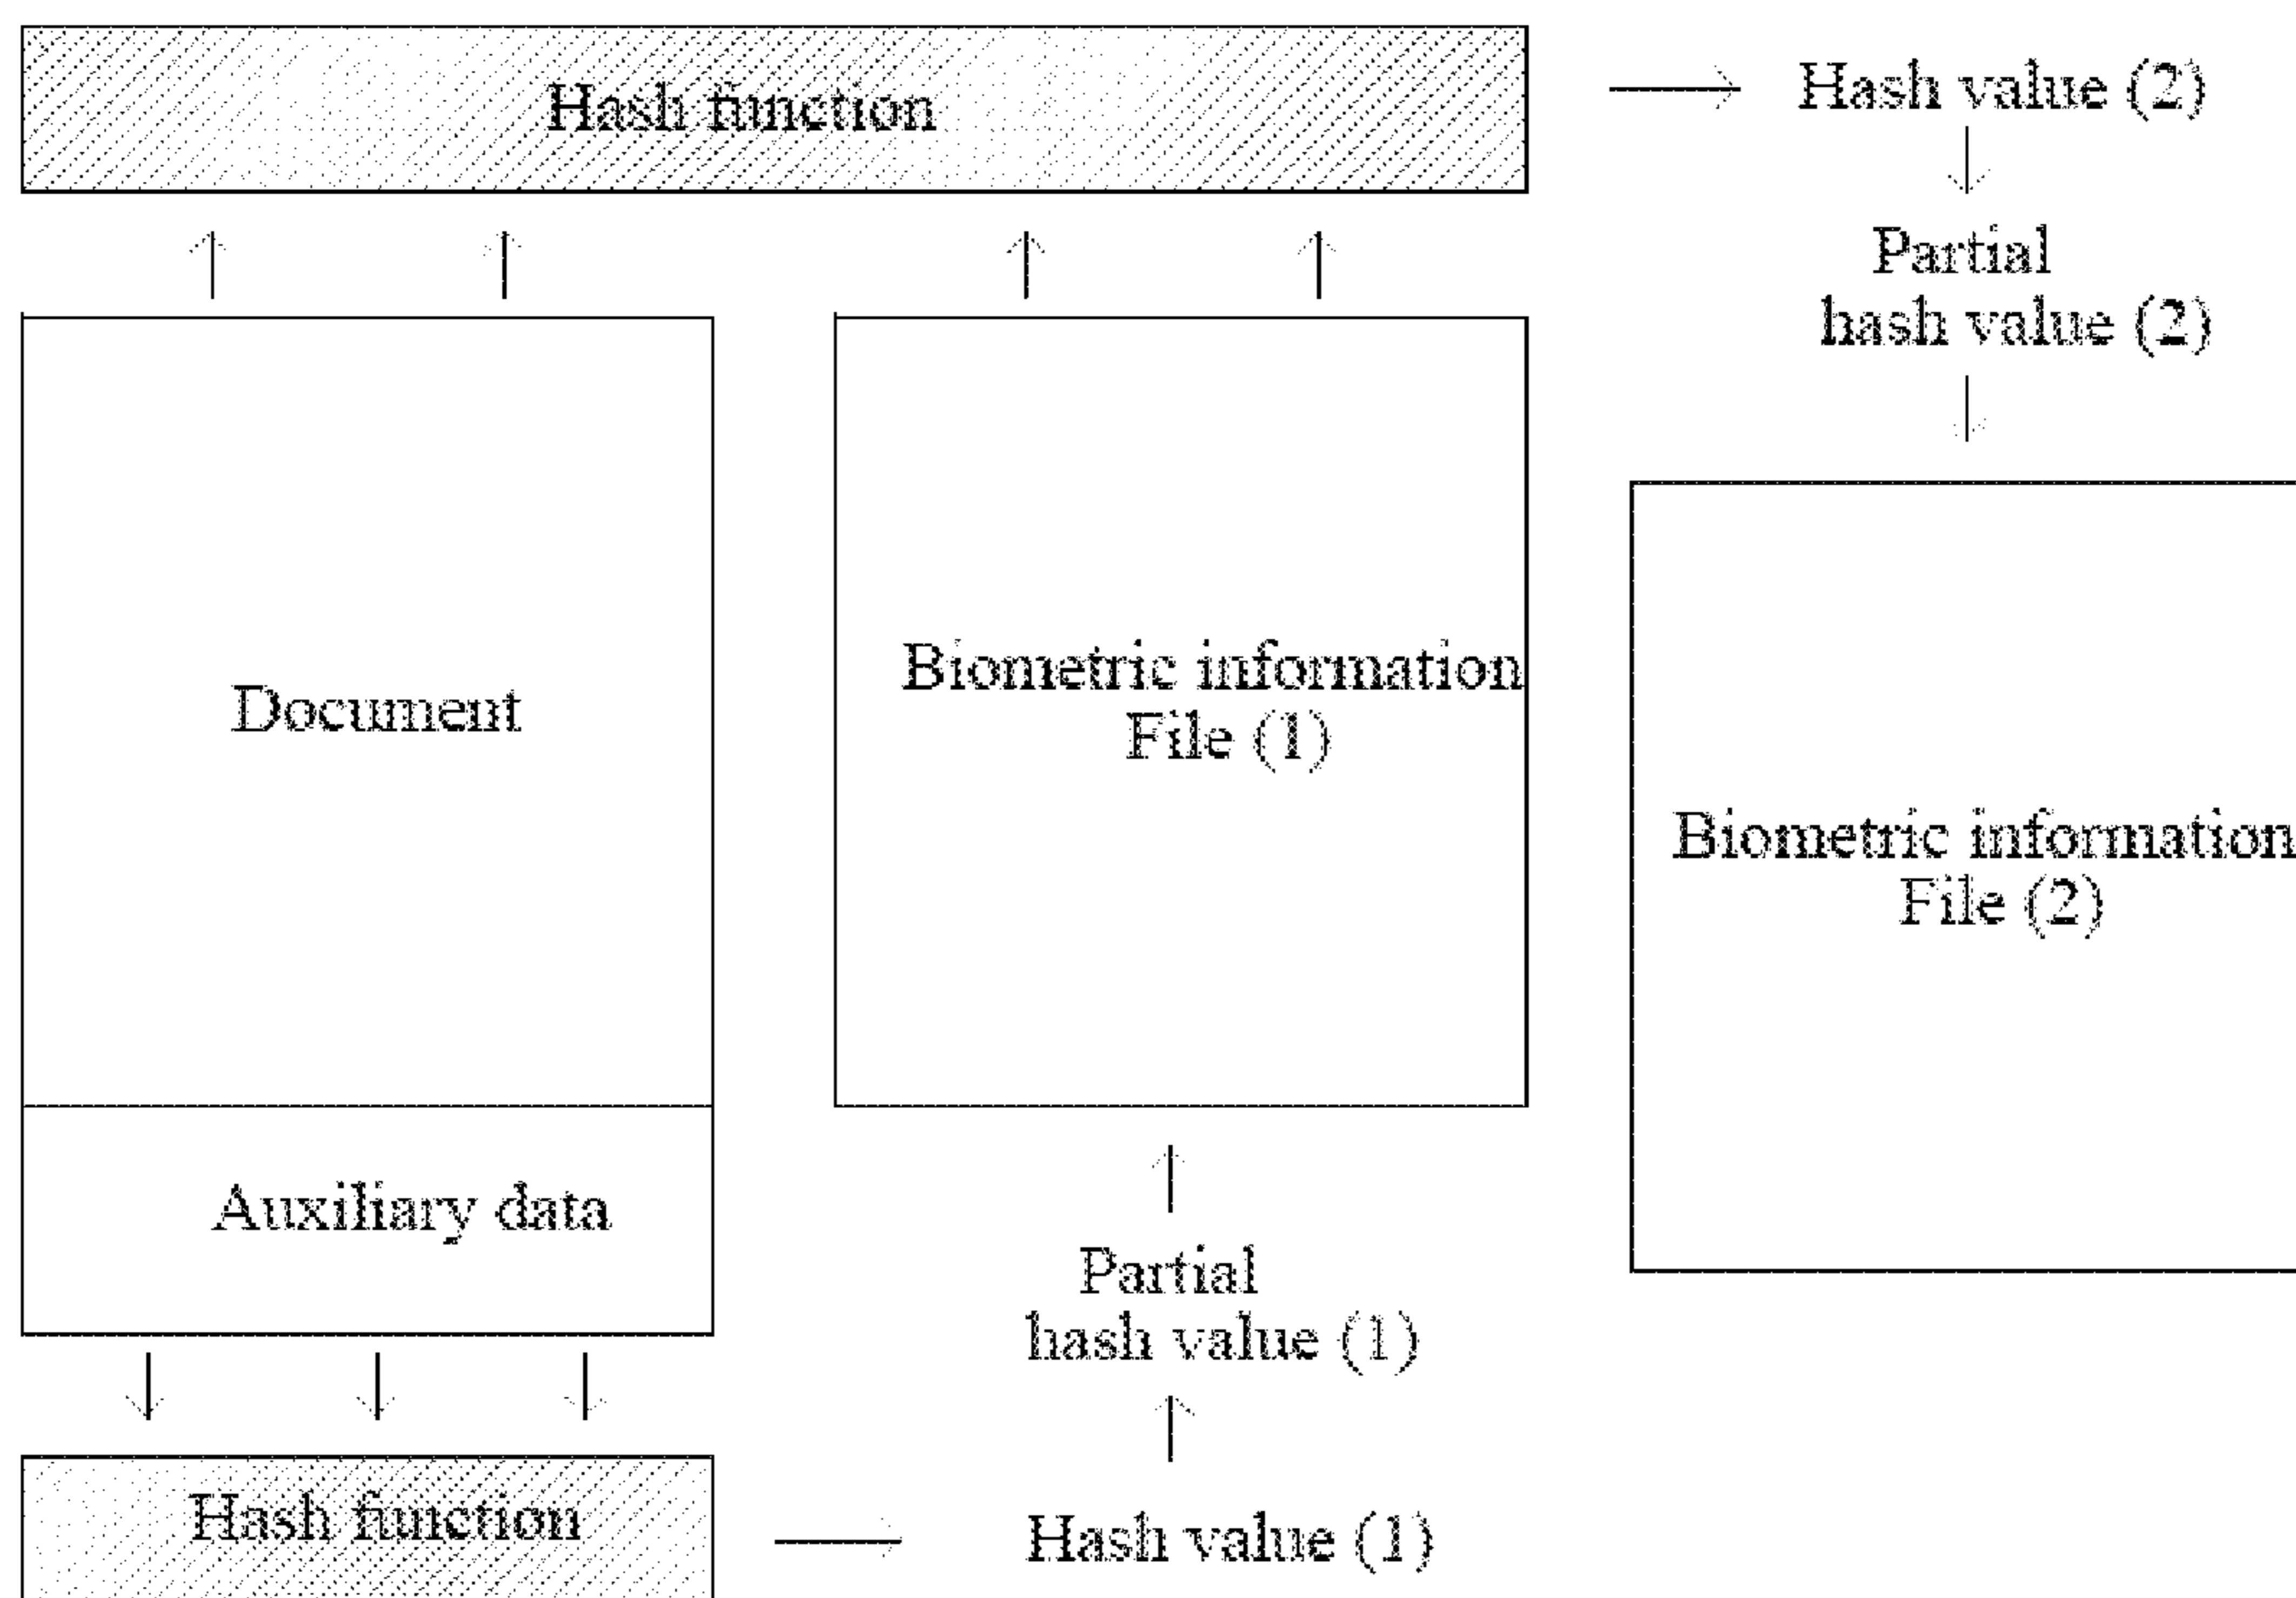 Hash function
Hash value (2)
Partial
hash value (2)
Document
Biometric information
File (1)
Biometric information
File (2)
Auxiliary data
Partial
hash value (1)
Hash function
Hash value (1)